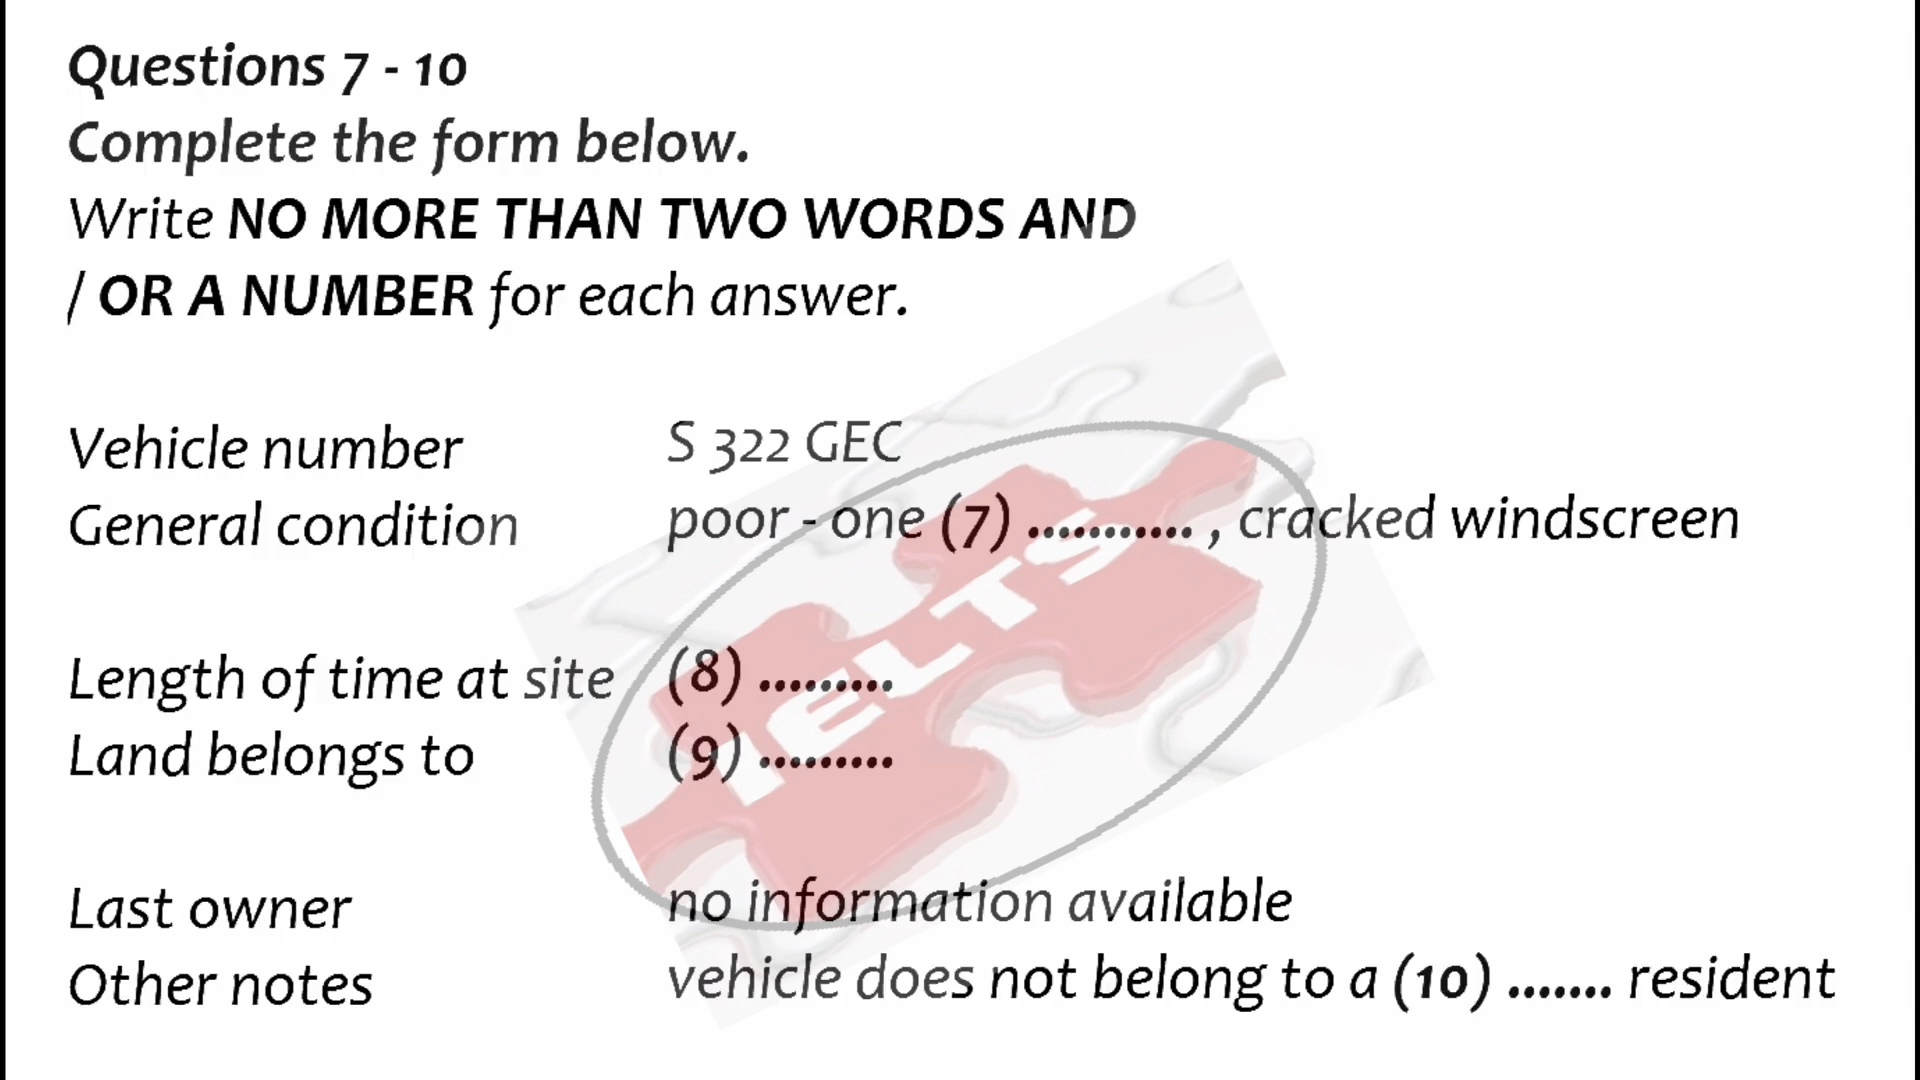 Questions 7 - 10
Complete the form below.
Write NO MORE THAN TWO WORDS AND
/ OR A NUMBER for each answer.
Vehicle number S 322 GEC
General condition poor - one (7) ........... , cracked windscreen
Length of time at site (8) .........
Land belongs to (9) .........
IELTS
Last owner no information available
Other notes vehicle does not belong to a (10) ....... resident